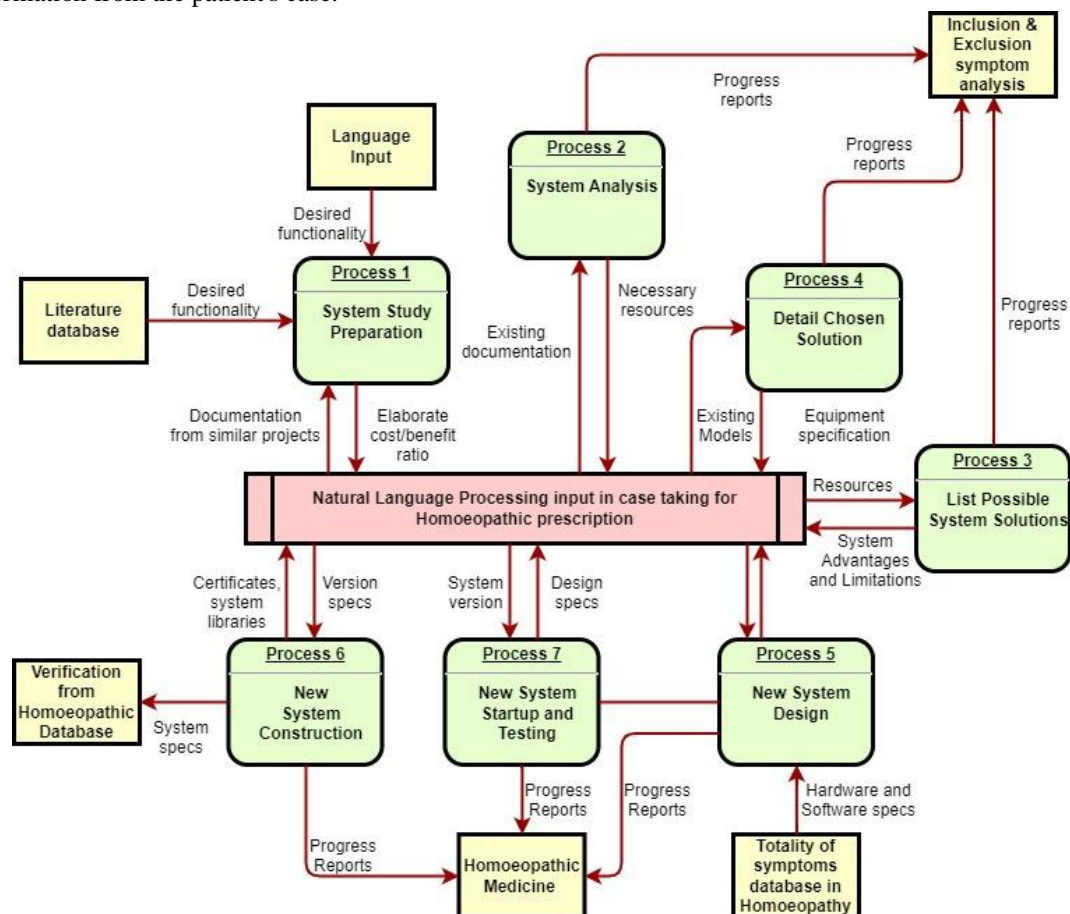 ormation from the patient's case.
Inclusion &
Exclusion
symptom
analysis
Progress
reports
Language
Input
Process 2
System Analysis
Progress
reports
Desired
functionality
Process 1
System Study
Preparation
Literature
database
Desired
functionality
Necessary
resources
Process 4
Detail Chosen
Solution
Progress
reports
Existing
documentation
Documentation
from similar projects
Elaborate
cost/benefit
ratio
Existing
Models
Equipment
specification
Process 3
List Possible
System Solutions
Natural Language Processing input in case taking for
Homoeopathic prescription
Resources
System
Advantages
and Limitations
Certificates,
system
libraries
Version
specs
System
version
Design
specs
Process 6
New
System
Construction
Process 7
New System
Startup and
Testing
Process 5
New System
Design
Verification
from
Homoeopathic
Database
System
specs
Progress
Reports
Progress
Reports
Progress
Reports
Hardware and
Software specs
Homoeopathic
Medicine
Totality of
symptoms
database in
Homoeopathy